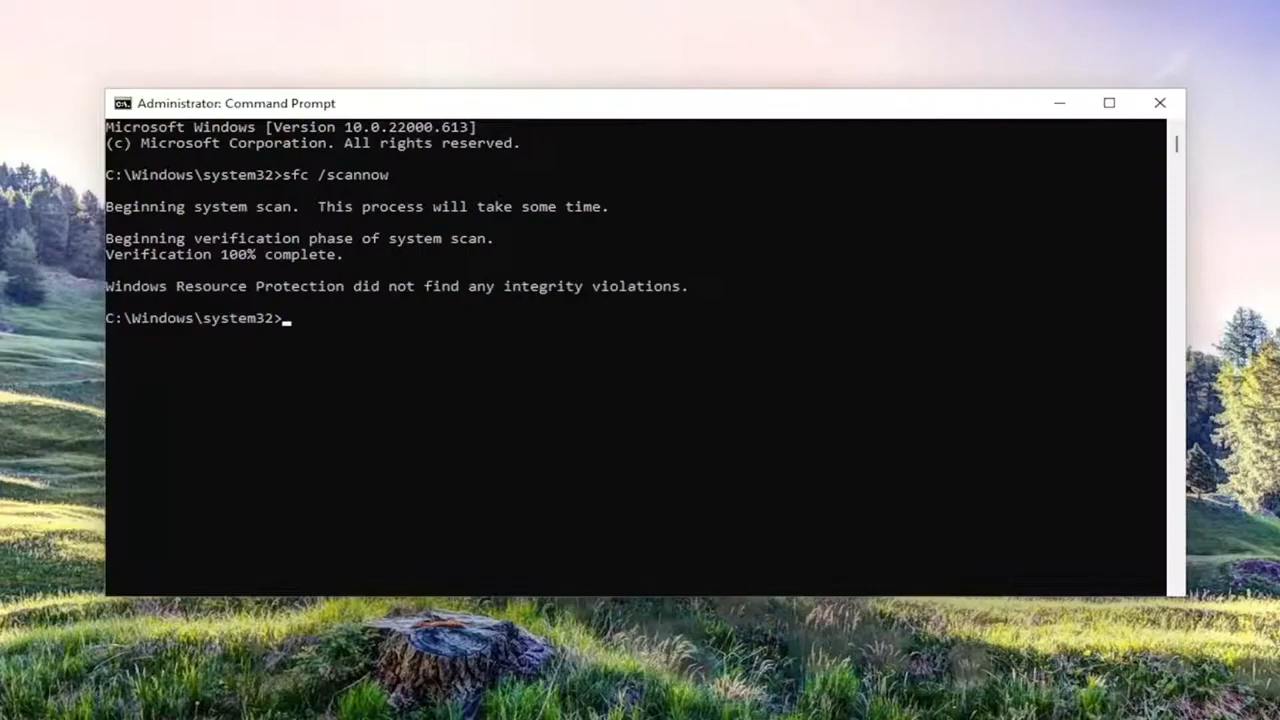 Administrator: Command Prompt
Microsoft Windows [Version 10.0.22000.613]
(c) Microsoft Corporation. All rights reserved.
C:\Windows\system32>sfc /scannow
Beginning system scan.  This process will take some time.
Beginning verification phase of system scan.
Verification 100% complete.
Windows Resource Protection did not find any integrity violations.
C:\Windows\system32>